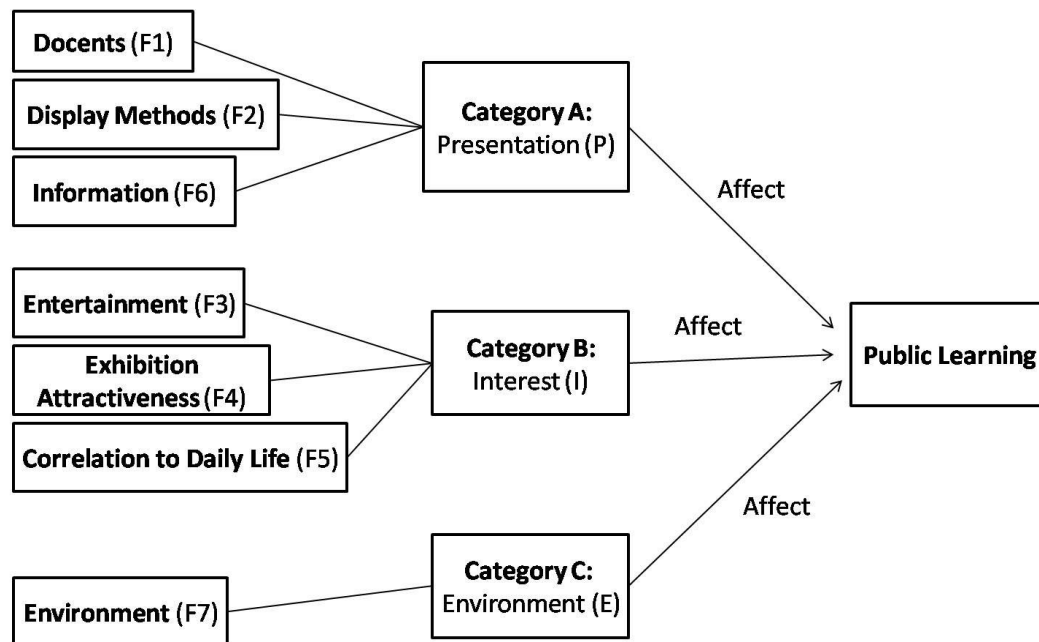 Docents (F1)
Display Methods (F2)
Information (F6)
Category A:
Presentation (P)
Affect
Entertainment (F3)
Exhibition
Attractiveness (F4)
Correlation to Daily Life (F5)
Category B:
Interest (I)
Affect
Public Learning
Environment (F7)
Category C:
Environment (E)
Affect